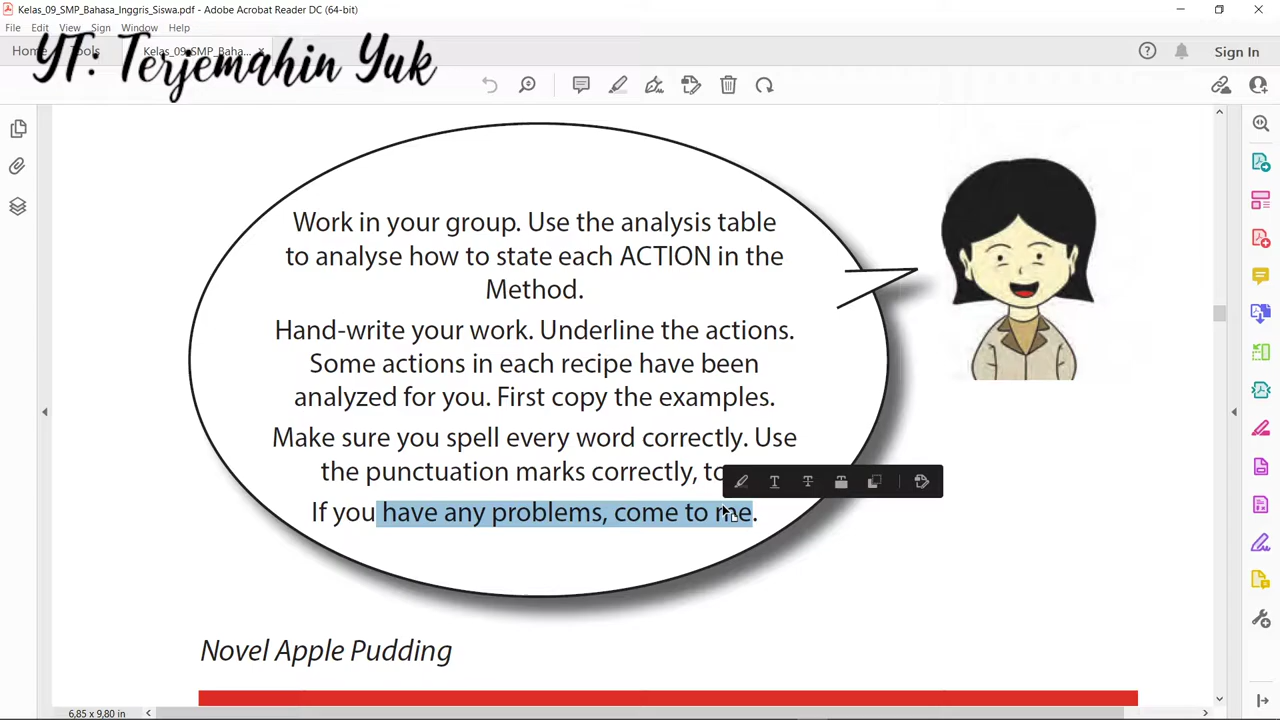 Kelas_09_SMP_Bahasa_Inggris_Siswa.pdf - Adobe Acrobat Reader DC (64-bit)
File Edit View Sign Window Help
Home Tools Kelas_09_SMP_Baha... × Sign In
YT: Terjemahin Yuk
Work in your group. Use the analysis table
to analyse how to state each ACTION in the
Method.
Hand-write your work. Underline the actions.
Some actions in each recipe have been
analyzed for you. First copy the examples.
Make sure you spell every word correctly. Use
the punctuation marks correctly,
If you have any problems, come to me.
Novel Apple Pudding
6,85 x 9,80 in